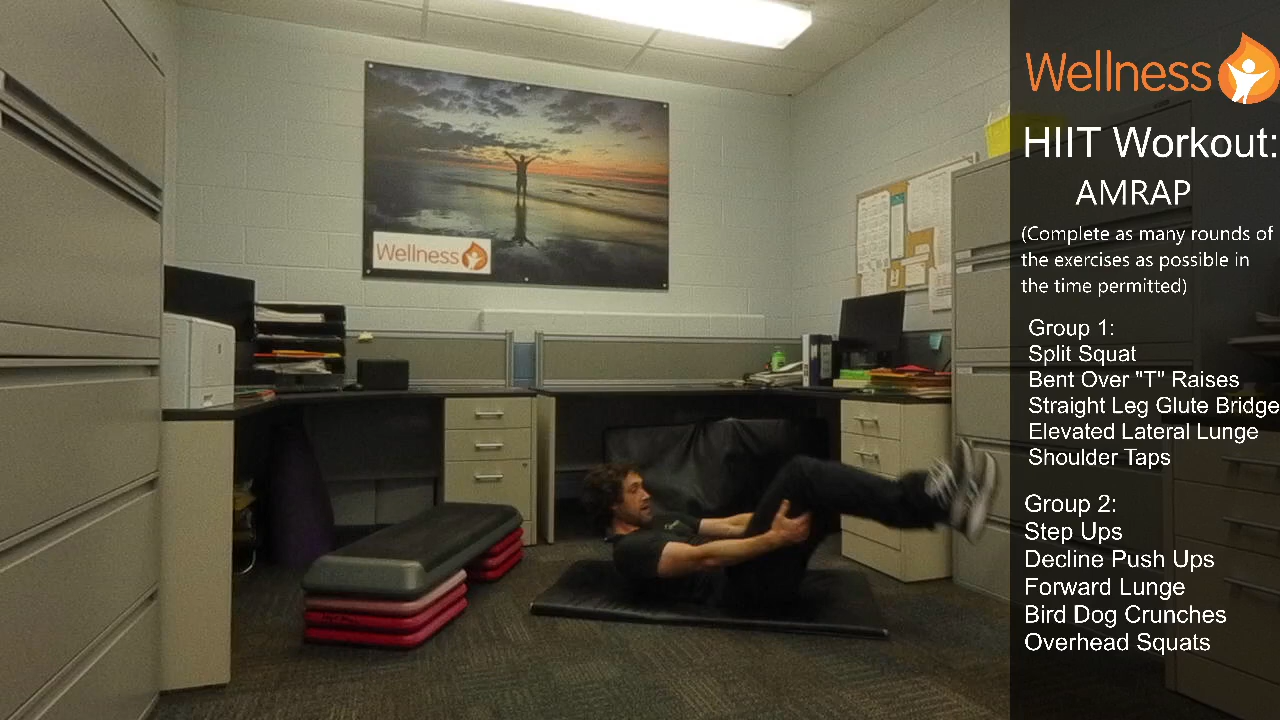 Wellness
Wellness
HIIT Workout:
AMRAP
(Complete as many rounds of
the exercises as possible in
the time permitted)
Group 1:
Split Squat
Bent Over "T" Raises
Straight Leg Glute Bridge
Elevated Lateral Lunge
Shoulder Taps
Group 2:
Step Ups
Decline Push Ups
Forward Lunge
Bird Dog Crunches
Overhead Squats